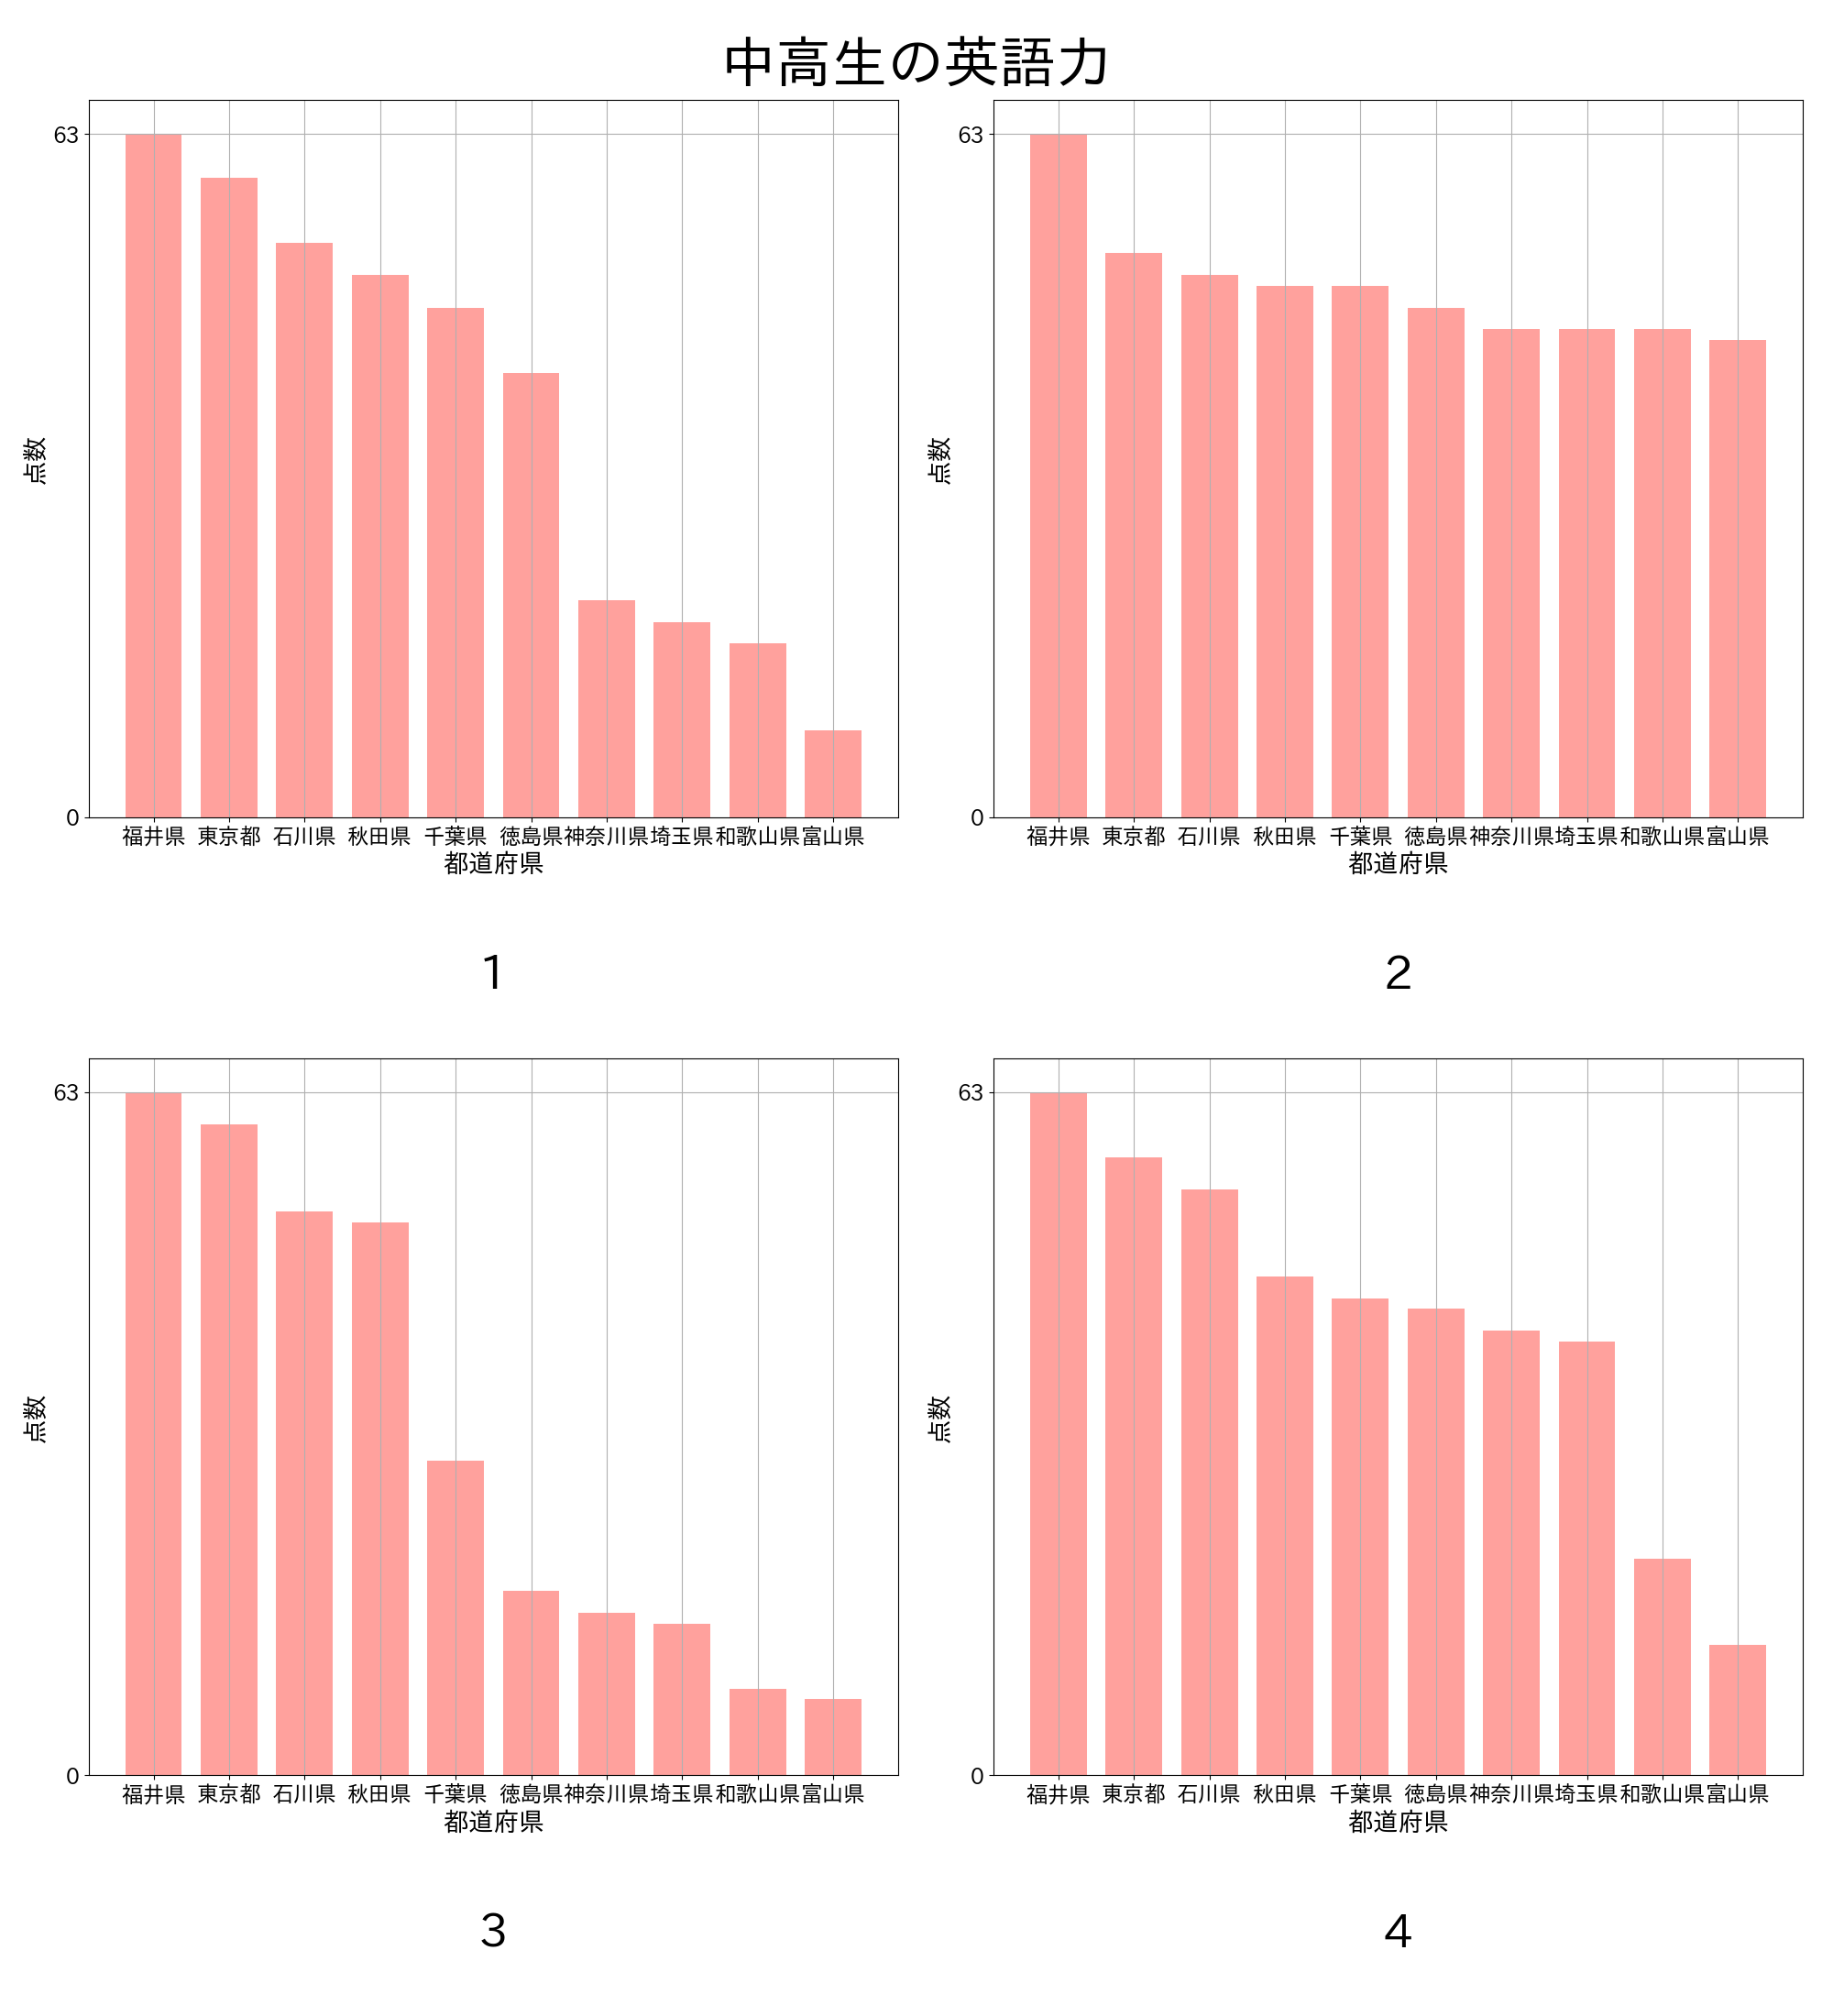 中高生の英語力
63
0
点数
福井県 東京都 石川県 秋田県 千葉県 徳島県 神奈川県 埼玉県 和歌山県 富山県
都道府県
1
63
0
点数
福井県 東京都 石川県 秋田県 千葉県 徳島県 神奈川県 埼玉県 和歌山県 富山県
都道府県
2
63
0
点数
福井県 東京都 石川県 秋田県 千葉県 徳島県 神奈川県 埼玉県 和歌山県 富山県
都道府県
3
63
0
点数
福井県 東京都 石川県 秋田県 千葉県 徳島県 神奈川県 埼玉県 和歌山県 富山県
都道府県
4